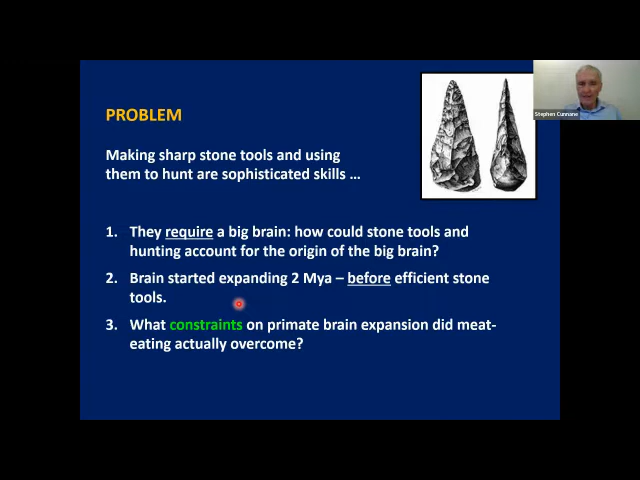 PROBLEM
Stephen Cunnane
Making sharp stone tools and using
them to hunt are sophisticated skills ...
1. They require a big brain: how could stone tools and
hunting account for the origin of the big brain?
2. Brain started expanding 2 Mya – before efficient stone
tools.
3. What constraints on primate brain expansion did meat-
eating actually overcome?